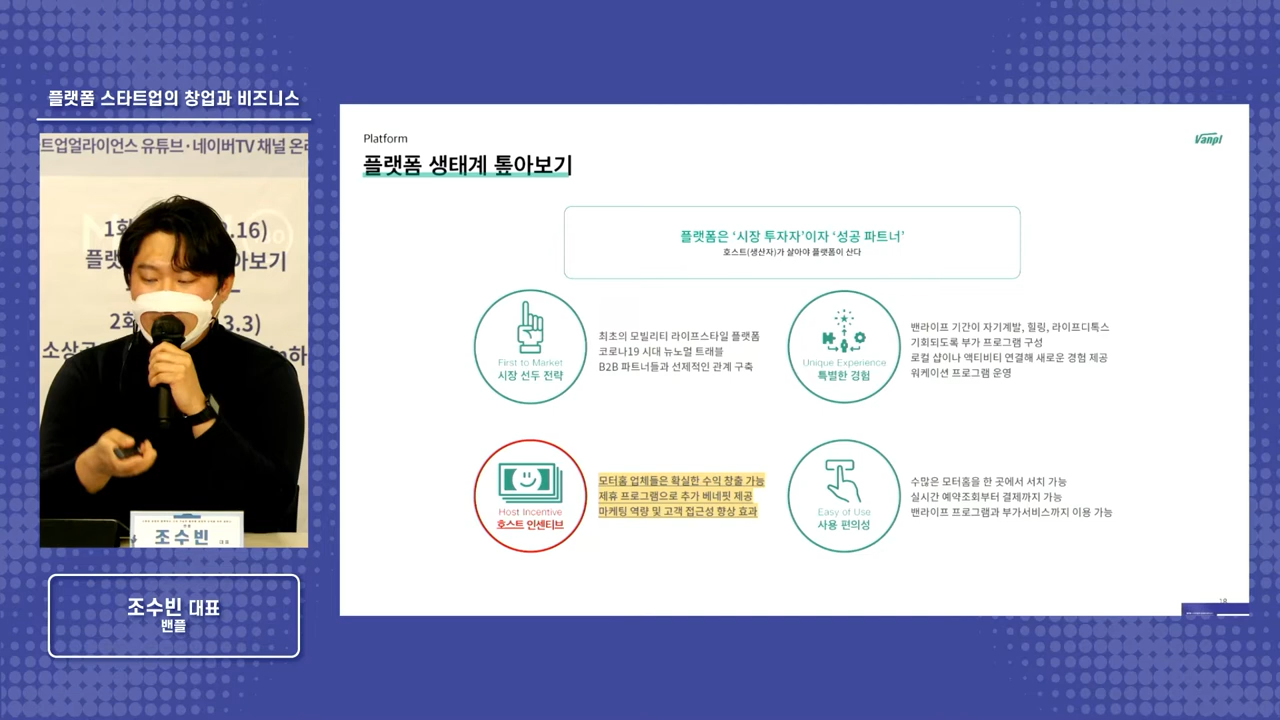 플랫폼 스타트업의 창업과 비즈니스
트업얼라이언스 유튜브·네이버TV 채널 온
1회 .16)
플랫 아보기
2회 3.3)
소상공 하
조수빈 대표
조수빈 대표
밴플
Platform
플랫폼 생태계 톺아보기
Vanpl
플랫폼은 ‘시장 투자자’이자 ‘성공 파트너’
호스트(생산자)가 살아야 플랫폼이 산다
First to Market
시장 선두 전략
최초의 모빌리티 라이프스타일 플랫폼
코로나19 시대 뉴노멀 트래블
B2B 파트너들과 선제적인 관계 구축
Unique Experience
특별한 경험
밴라이프 기간이 자기계발, 힐링, 라이프디톡스
기회되도록 부가 프로그램 구성
로컬 샵이나 액티비티 연결해 새로운 경험 제공
워케이션 프로그램 운영
Host Incentive
호스트 인센티브
모터홈 업체들은 확실한 수익 창출 가능
제휴 프로그램으로 추가 베네핏 제공
마케팅 역량 및 고객 접근성 향상 효과
Easy of Use
사용 편의성
수많은 모터홈을 한 곳에서 서치 가능
실시간 예약조회부터 결제까지 가능
밴라이프 프로그램과 부가서비스까지 이용 가능
18